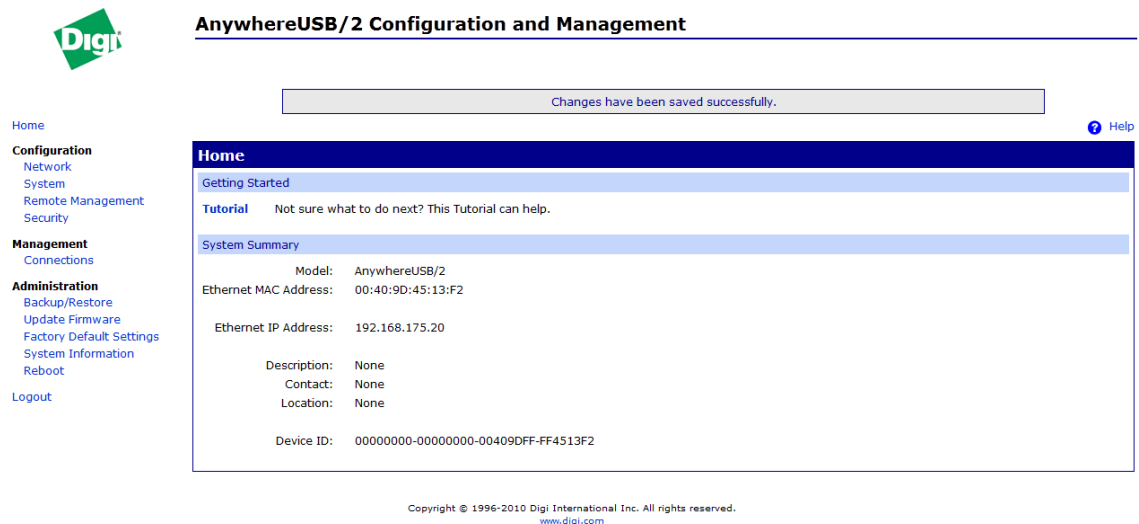 Digi
AnywhereUSB/2 Configuration and Management
Changes have been saved successfully.
Help
Home
Configuration
Network
System
Remote Management
Security
Management
Connections
Administration
Backup/Restore
Update Firmware
Factory Default Settings
System Information
Reboot
Logout
Home
Getting Started
Tutorial Not sure what to do next? This Tutorial can help.
System Summary
Model: AnywhereUSB/2
Ethernet MAC Address: 00:40:9D:45:13:F2
Ethernet IP Address: 192.168.175.20
Description: None
Contact: None
Location: None
Device ID: 00000000-00000000-00409DFF-FF4513F2
Copyright © 1996-2010 Digi International Inc. All rights reserved.
www.digi.com